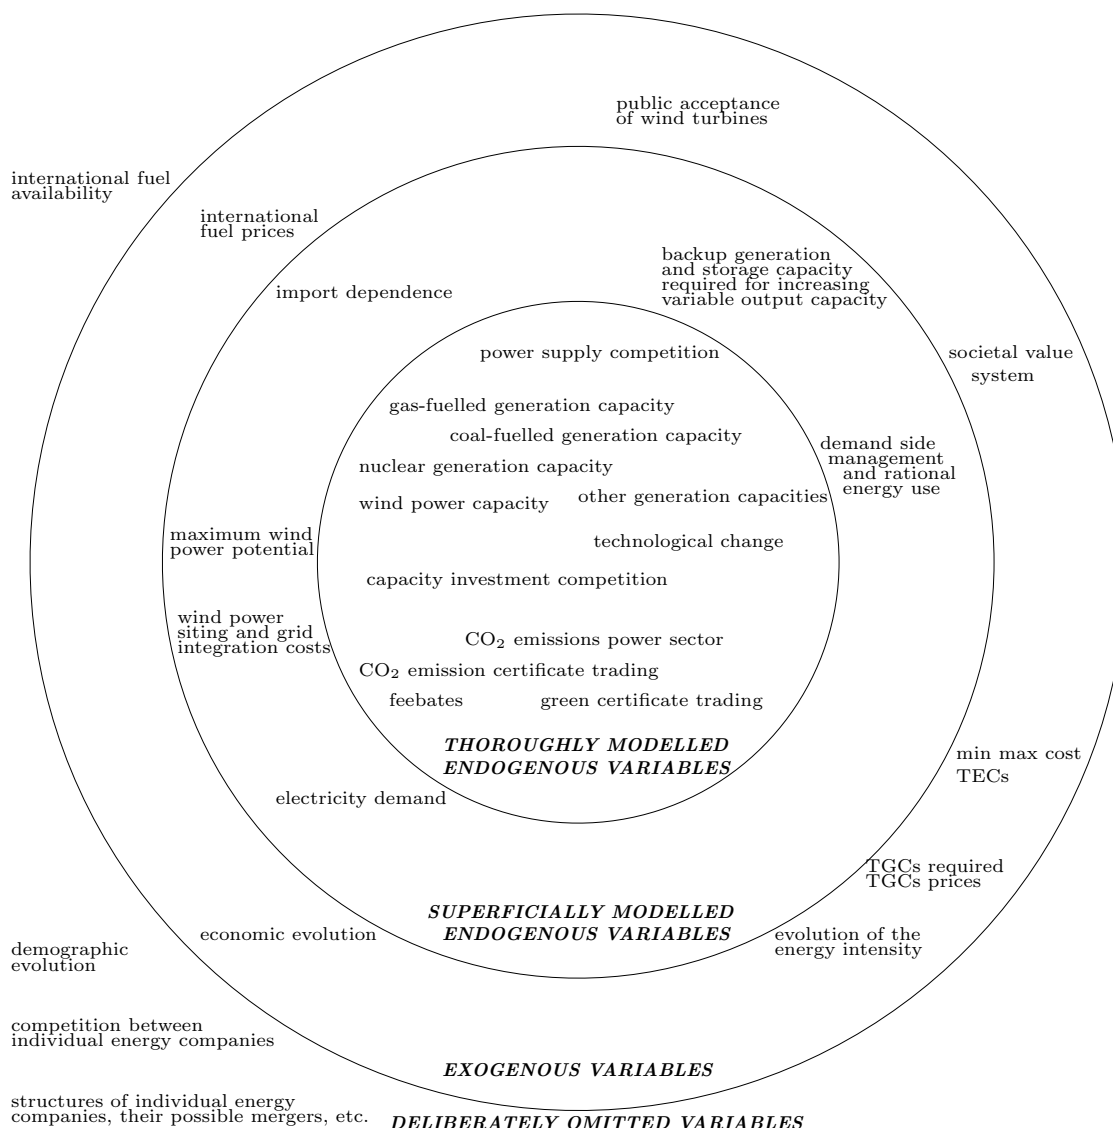 public acceptance
of wind turbines
international fuel
availability
international
fuel prices
backup generation
and storage capacity
required for increasing
variable output capacity
import dependence
power supply competition
societal value
system
gas-fuelled generation capacity
coal-fuelled generation capacity
demand side
management
and rational
energy use
nuclear generation capacity
wind power capacity
other generation capacities
maximum wind
power potential
technological change
capacity investment competition
wind power
siting and grid
integration costs
CO₂ emissions power sector
CO₂ emission certificate trading
feebates
green certificate trading
THOROUGHLY MODELLED
ENDOGENOUS VARIABLES
min max cost
TECs
electricity demand
TGCs required
TGCs prices
SUPERFICIALLY MODELLED
ENDOGENOUS VARIABLES
economic evolution
evolution of the
energy intensity
demographic
evolution
competition between
individual energy companies
EXOGENOUS VARIABLES
structures of individual energy
companies, their possible mergers, etc.
DELIBERATELY OMITTED VARIABLES